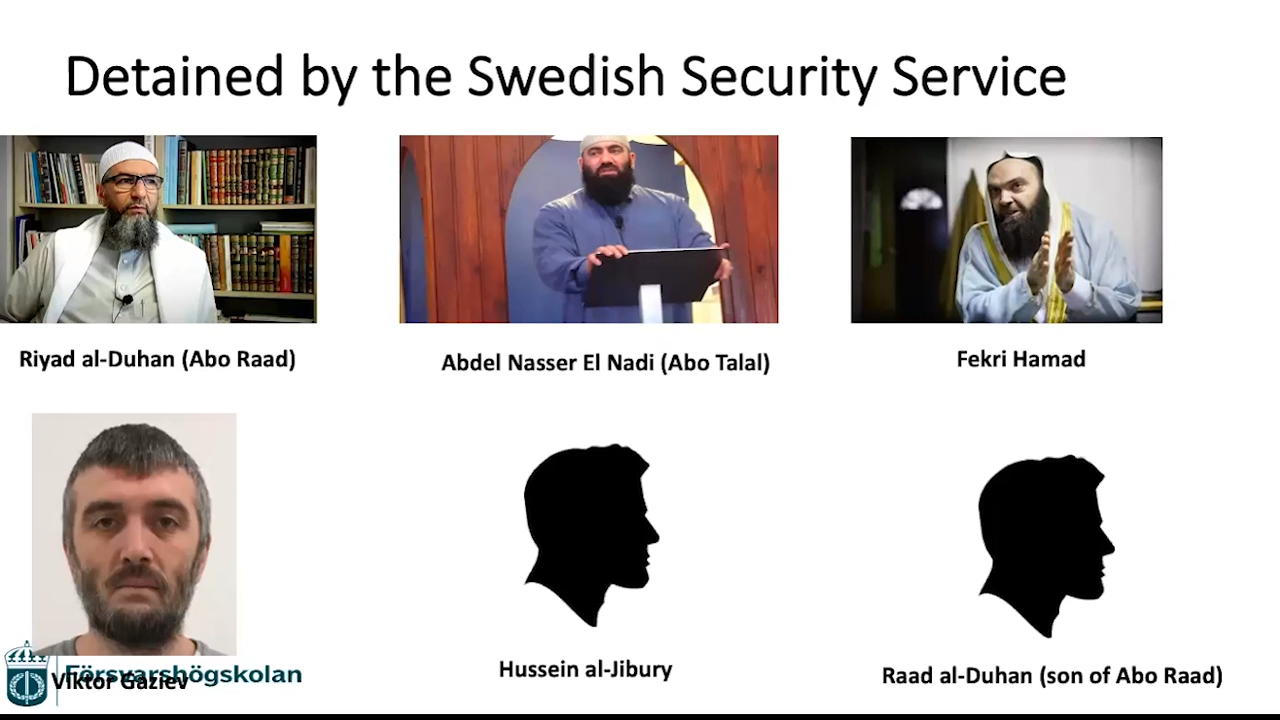 Detained by the Swedish Security Service
Riyad al-Duhan (Abo Raad)
Abdel Nasser El Nadi (Abo Talal)
Fekri Hamad
Försvarshögskolan
Viktor Gaziev
Hussein al-Jibury
Raad al-Duhan (son of Abo Raad)